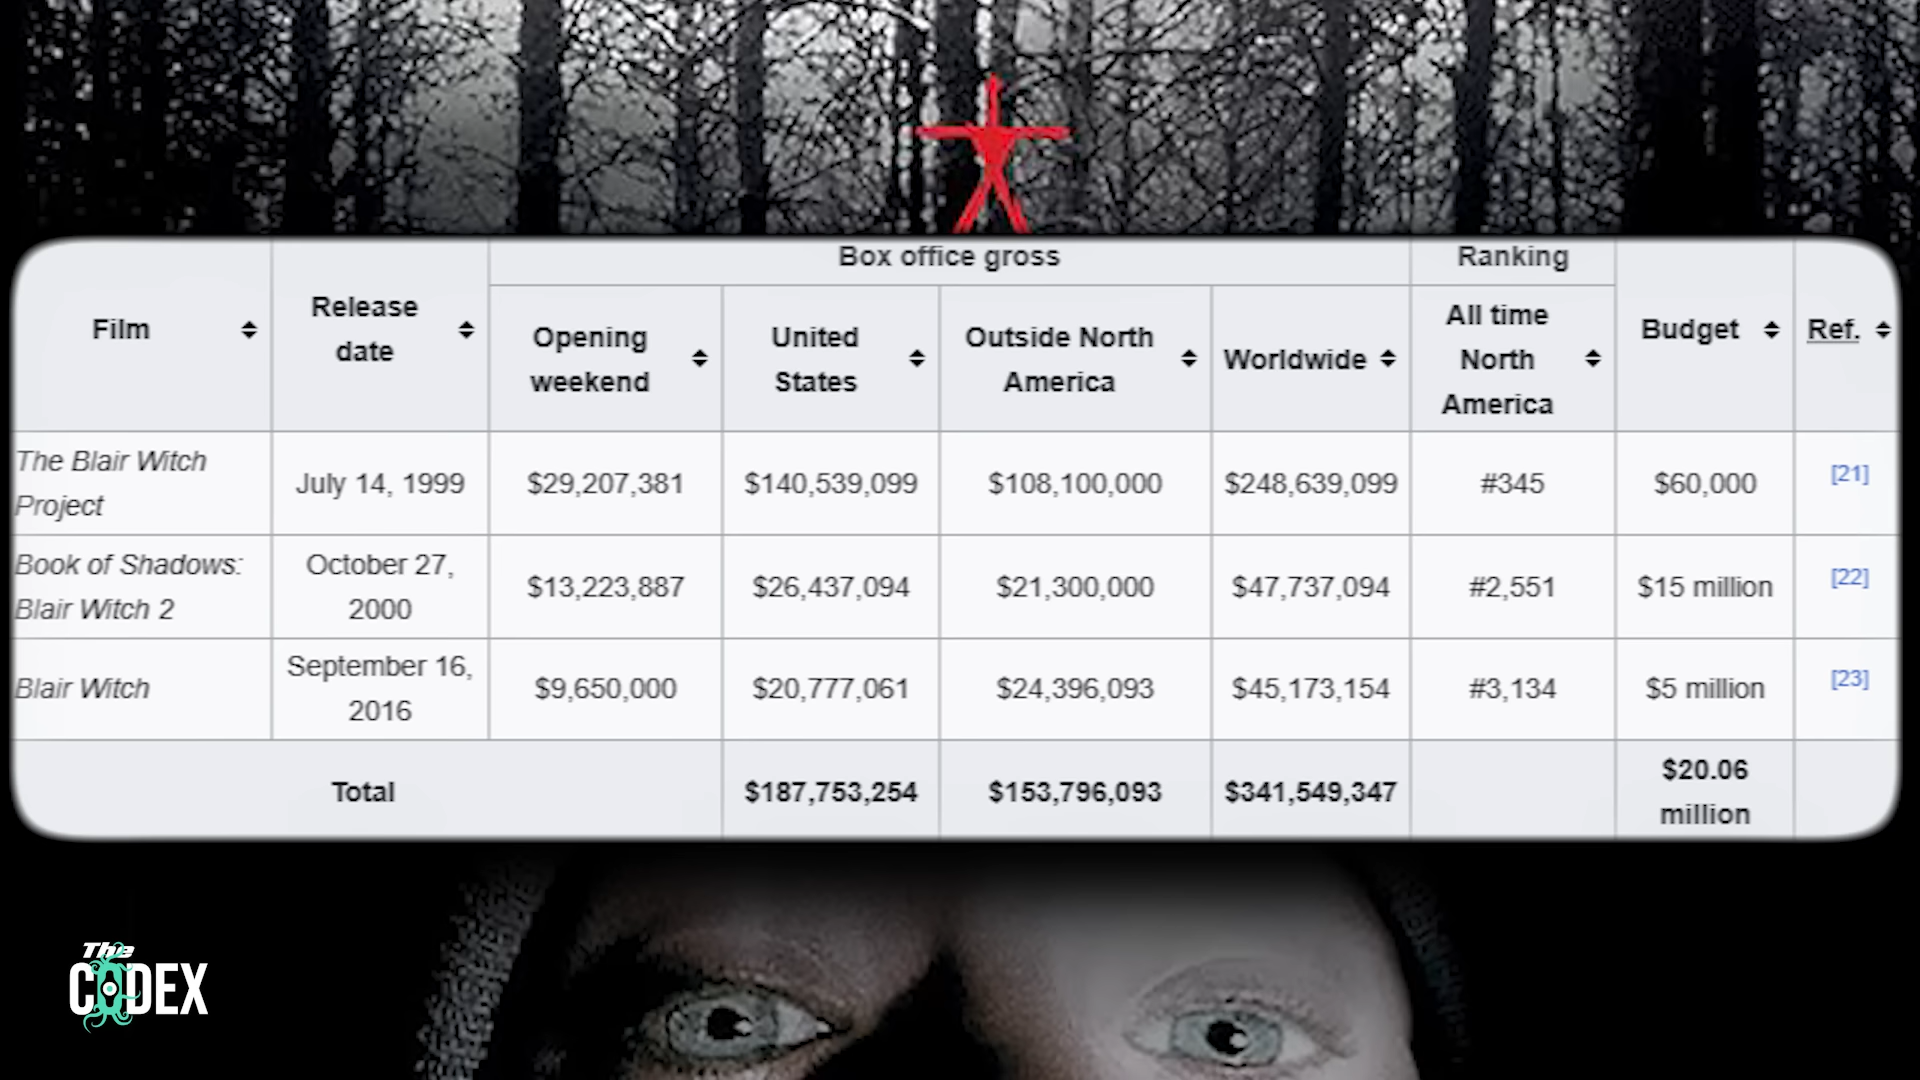 Box office gross
Ranking
Film
Release
date
Opening
weekend
United
States
Outside North
America
Worldwide
All time
North
America
Budget
Ref.
The Blair Witch
Project
July 14, 1999
$29,207,381
$140,539,099
$108,100,000
$248,639,099
#345
$60,000
[21]
Book of Shadows:
Blair Witch 2
October 27,
2000
$13,223,887
$26,437,094
$21,300,000
$47,737,094
#2,551
$15 million
[22]
Blair Witch
September 16,
2016
$9,650,000
$20,777,061
$24,396,093
$45,173,154
#3,134
$5 million
[23]
Total
$187,753,254
$153,796,093
$341,549,347
$20.06
million
The
CODEX